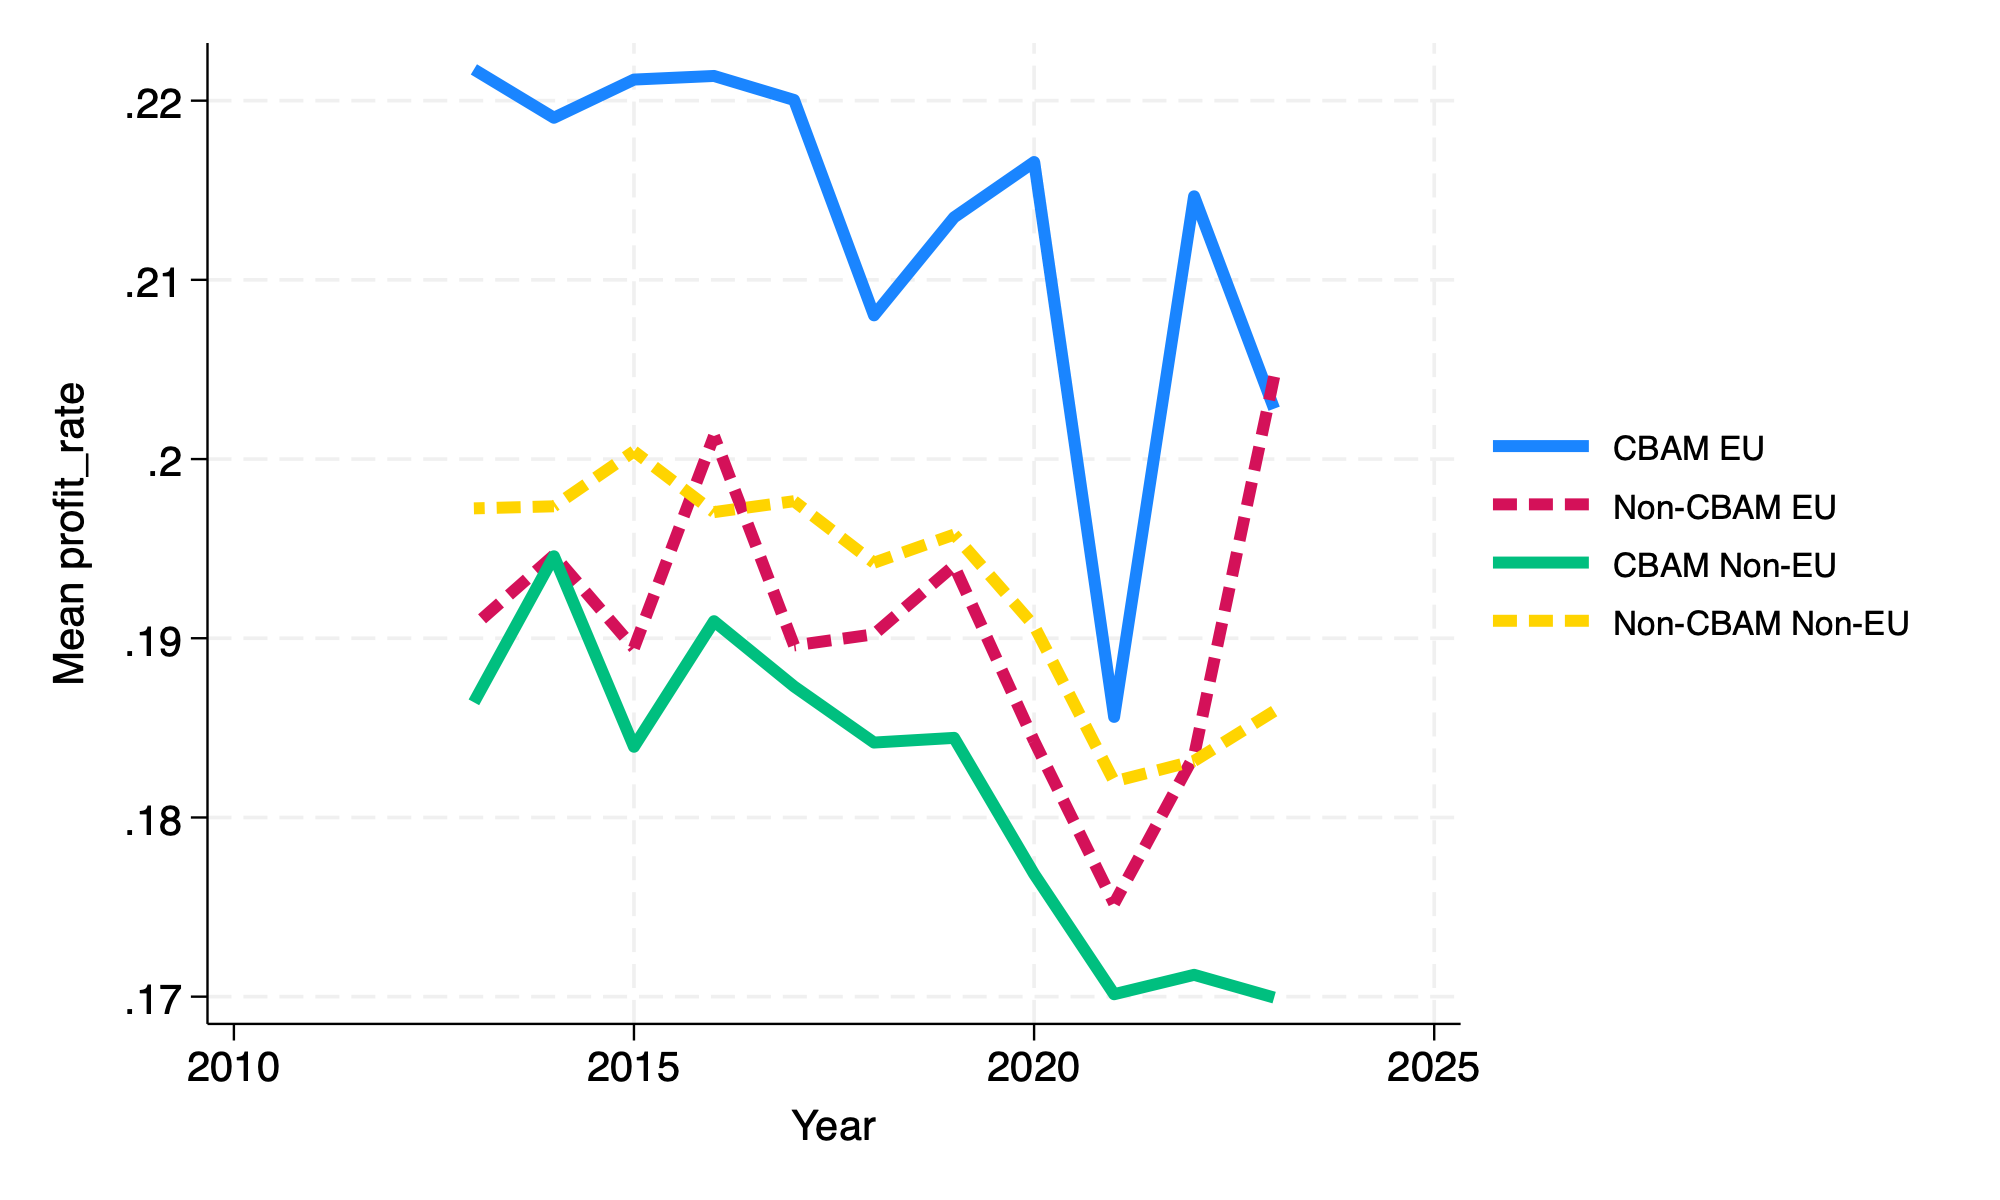 Mean profit_rate
.22
.21
.2
.19
.18
.17
2010 2015 2020 2025
Year
CBAM EU
Non-CBAM EU
CBAM Non-EU
Non-CBAM Non-EU